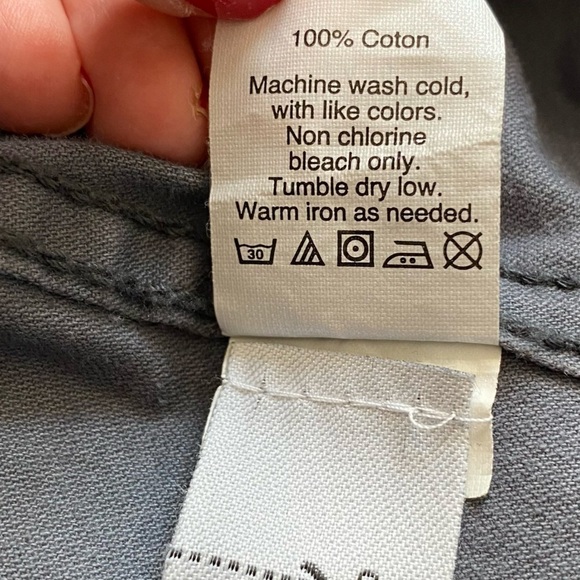 100% Coton
Machine wash cold,
with like colors.
Non chlorine
bleach only.
Tumble dry low.
Warm iron as needed.
30